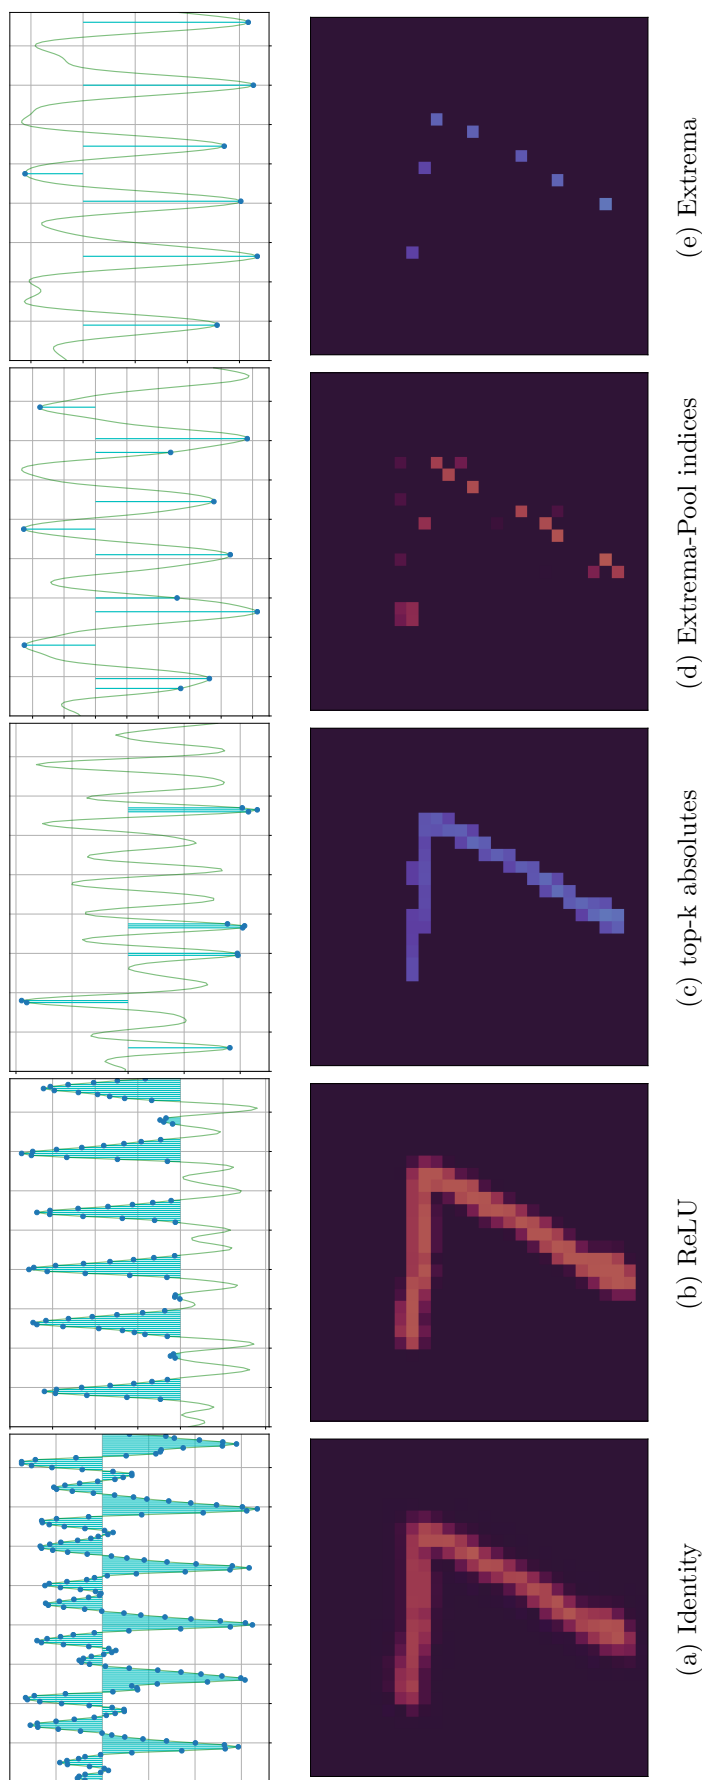 (a) Identity
(b) ReLU
(c) top-k absolutes
(d) Extrema-Pool indices
(e) Extrema